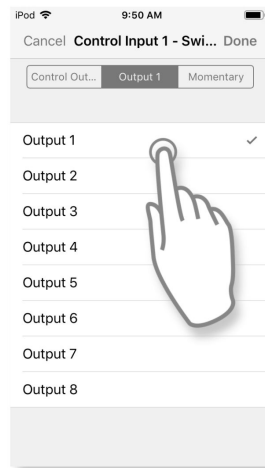 iPod 9:50 AM
Cancel Control Input 1 - Swi... Done
Control Out... Output 1 Momentary
Output 1
Output 2
Output 3
Output 4
Output 5
Output 6
Output 7
Output 8